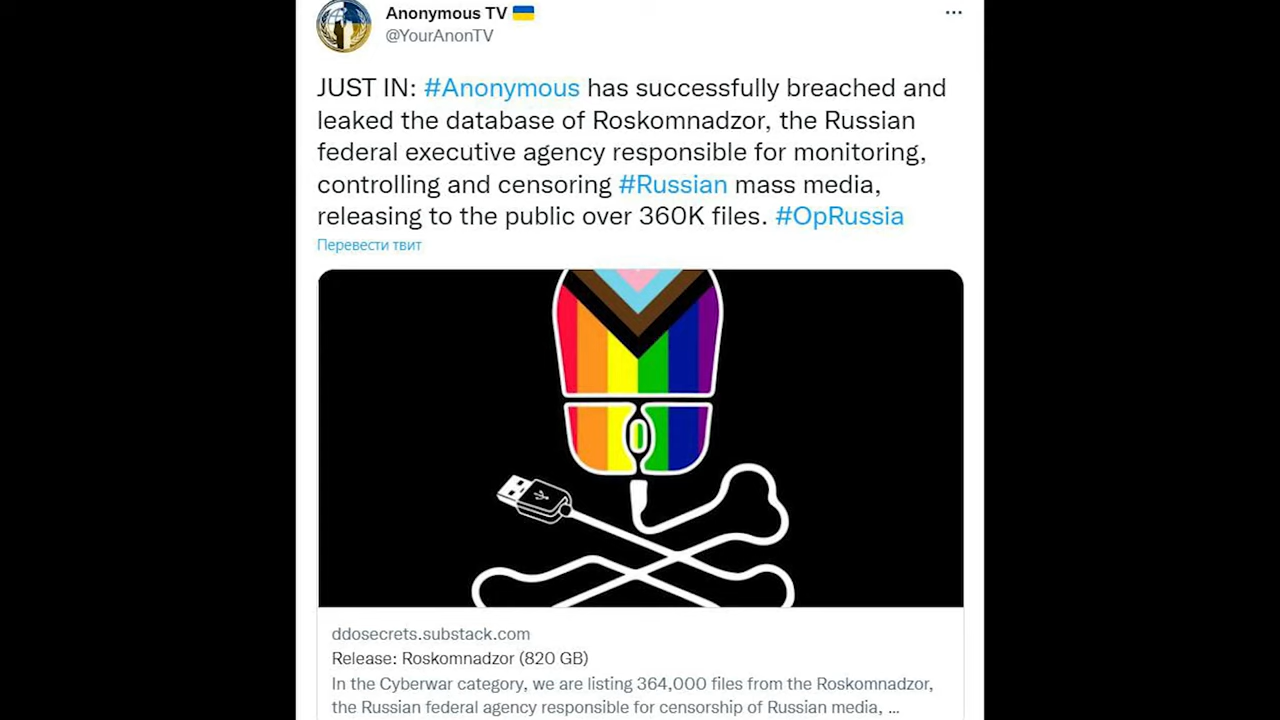 Anonymous TV 🇺🇦
@YourAnonTV
JUST IN: #Anonymous has successfully breached and
leaked the database of Roskomnadzor, the Russian
federal executive agency responsible for monitoring,
controlling and censoring #Russian mass media,
releasing to the public over 360K files. #OpRussia
Перевести твит
ddosecrets.substack.com
Release: Roskomnadzor (820 GB)
In the Cyberwar category, we are listing 364,000 files from the Roskomnadzor,
the Russian federal agency responsible for censorship of Russian media, ...